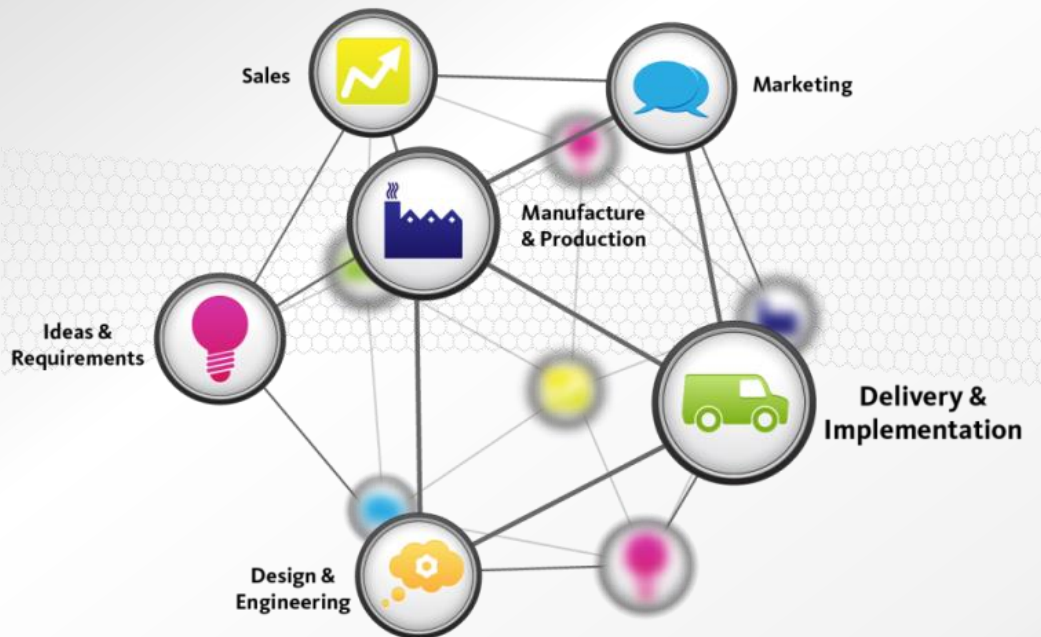 Sales
Marketing
Manufacture
& Production
Ideas &
Requirements
Delivery &
Implementation
Design &
Engineering